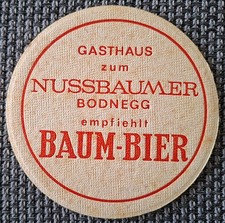 GASTHAUS
zum
NUSSBAUMER
BODNEGG
empfiehlt
BAUM-BIER